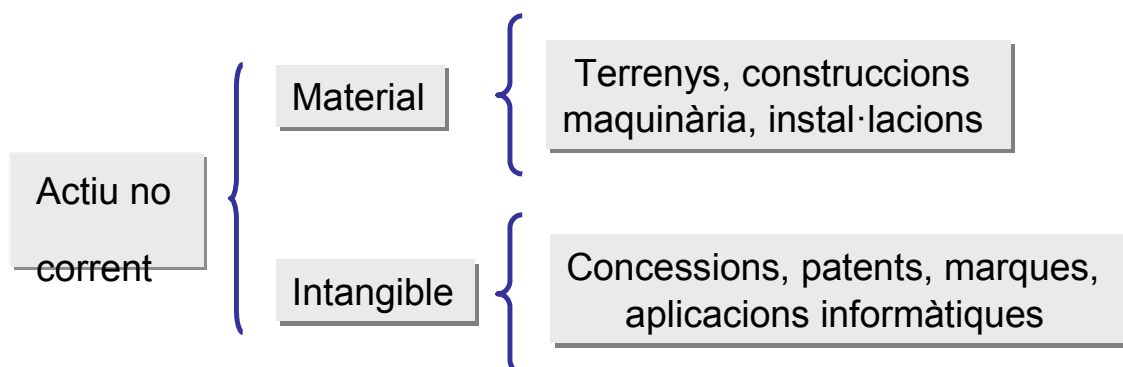 Actiu no
corrent
Material
Terrenys, construccions
maquinària, instal·lacions
Intangible
Concessions, patents, marques,
aplicacions informàtiques